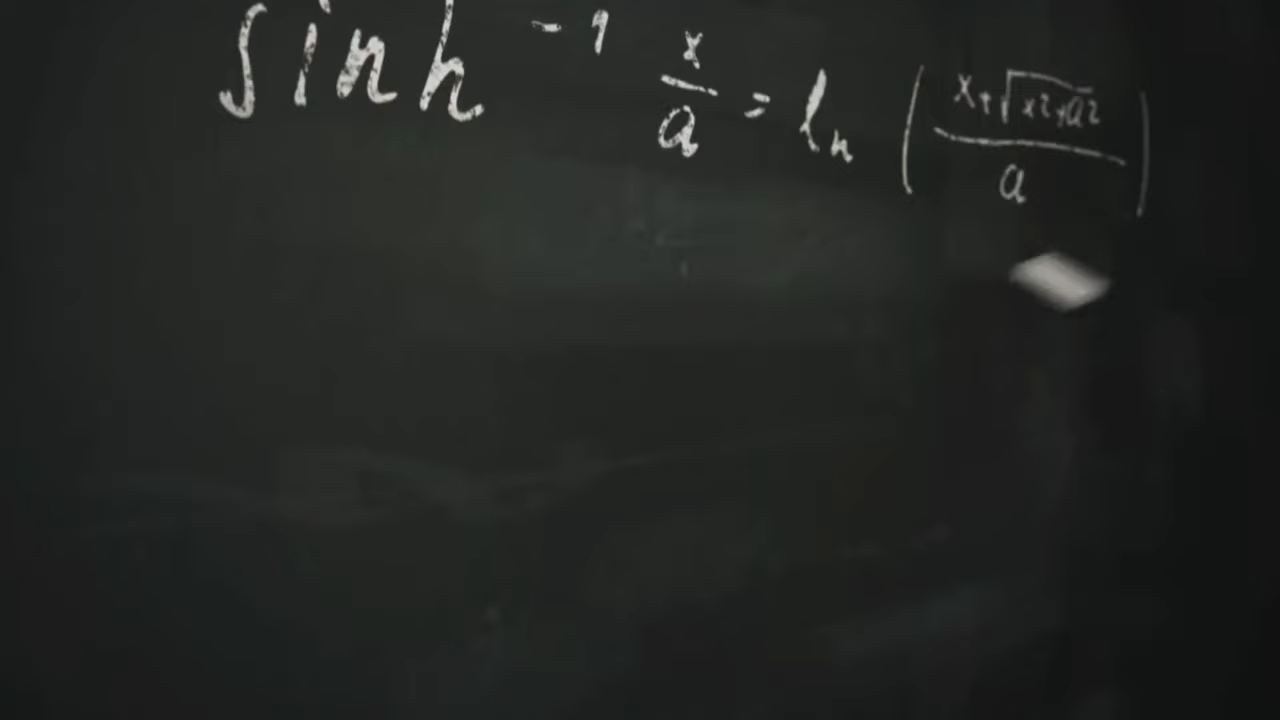 sinh⁻¹ x/a = ln ( (x+√x²+a²)/a )